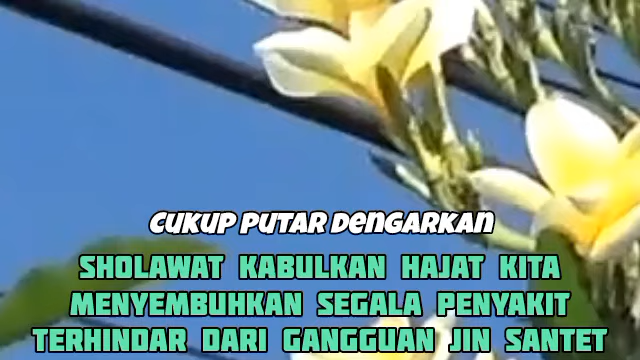 CUKUP PUTAR DENGARKAN
SHOLAWAT KABULKAN HAJAT KITA
MENYEMBUHKAN SEGALA PENYAKIT
TERHINDAR DARI GANGGUAN JIN SANTET